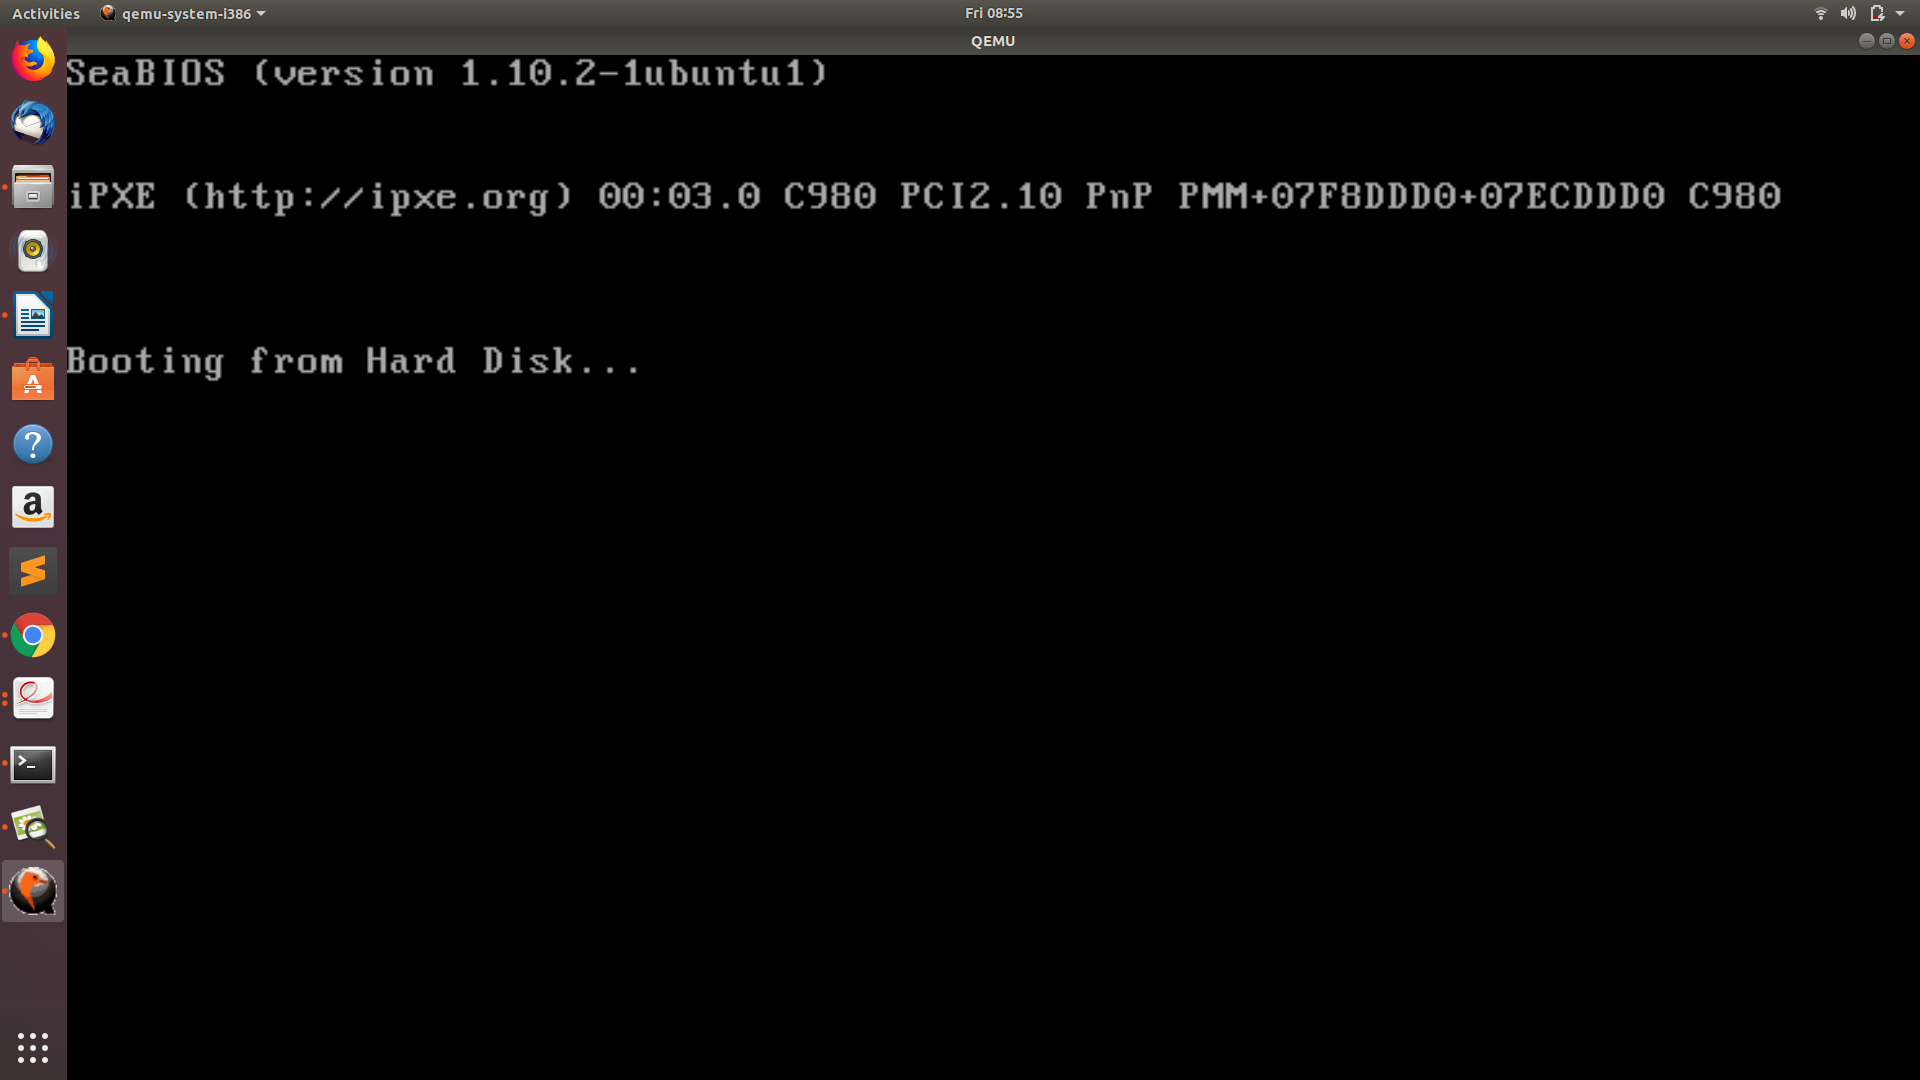 Activities qemu-system-i386 Fri 08:55
QEMU
SeaBIOS (version 1.10.2-1ubuntu1)
iPXE (http://ipxe.org) 00:03.0 C980 PCI2.10 PnP PMM+07F8DDD0+07ECDDD0 C980
Booting from Hard Disk...